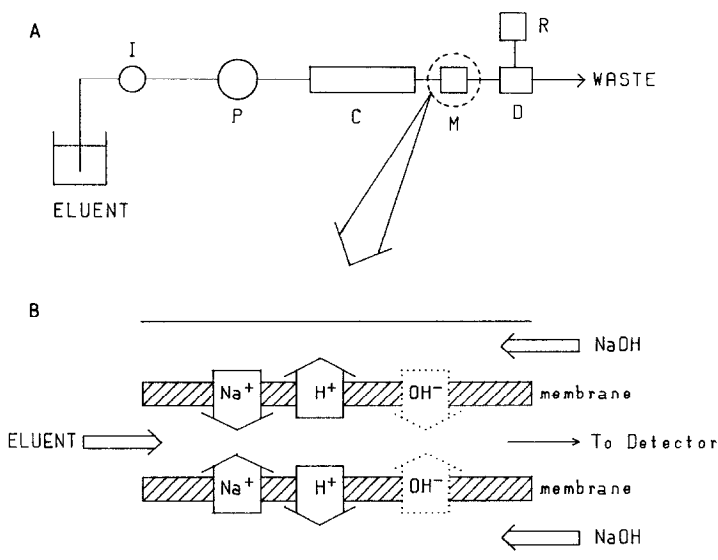 A
I
R
P
C
M
D
WASTE
ELUENT
B
NaOH
Na⁺ H⁺ OH⁻ membrane
ELUENT To Detector
Na⁺ H⁺ OH⁻ membrane
NaOH